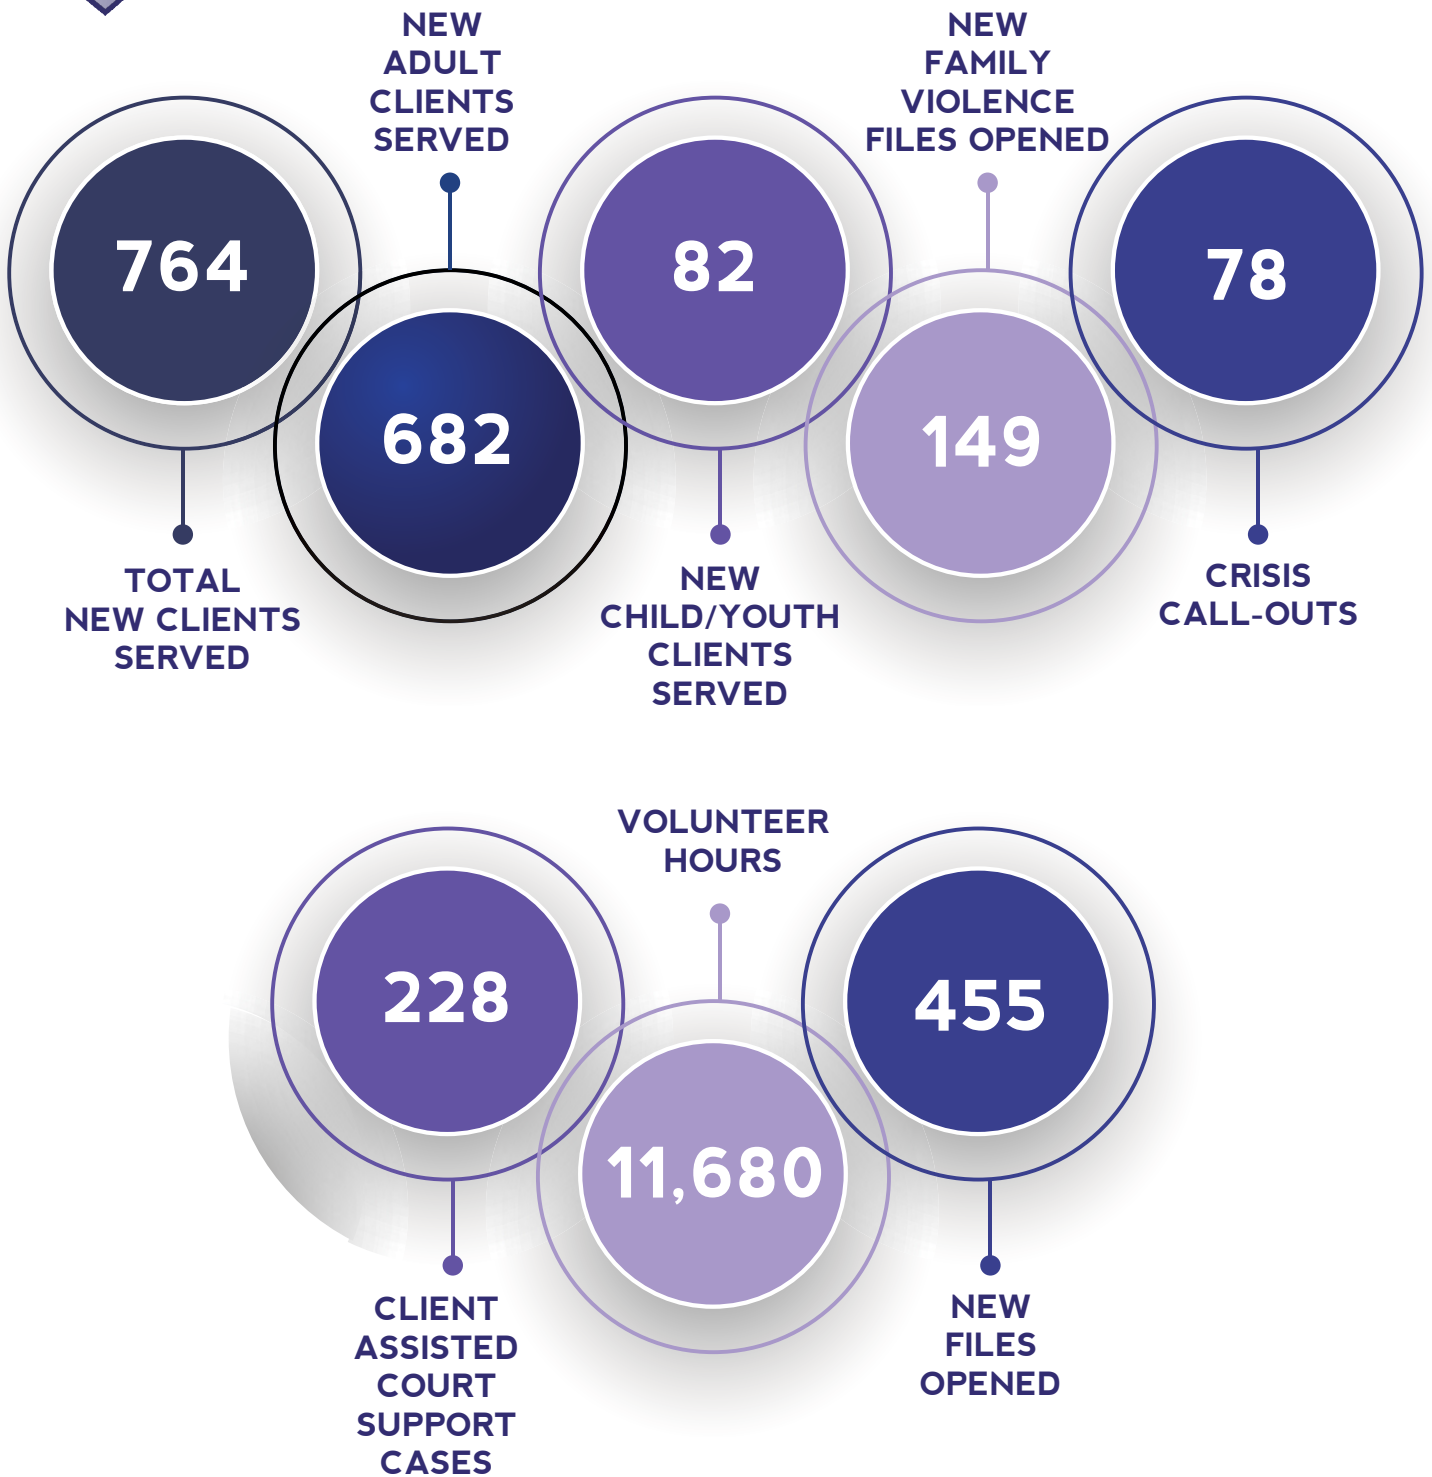 NEW
ADULT
CLIENTS
SERVED
NEW
FAMILY
VIOLENCE
FILES OPENED
764
682
82
149
78
TOTAL
NEW CLIENTS
SERVED
NEW
CHILD/YOUTH
CLIENTS
SERVED
CRISIS
CALL-OUTS
VOLUNTEER
HOURS
228
11,680
455
CLIENT
ASSISTED
COURT
SUPPORT
CASES
NEW
FILES
OPENED